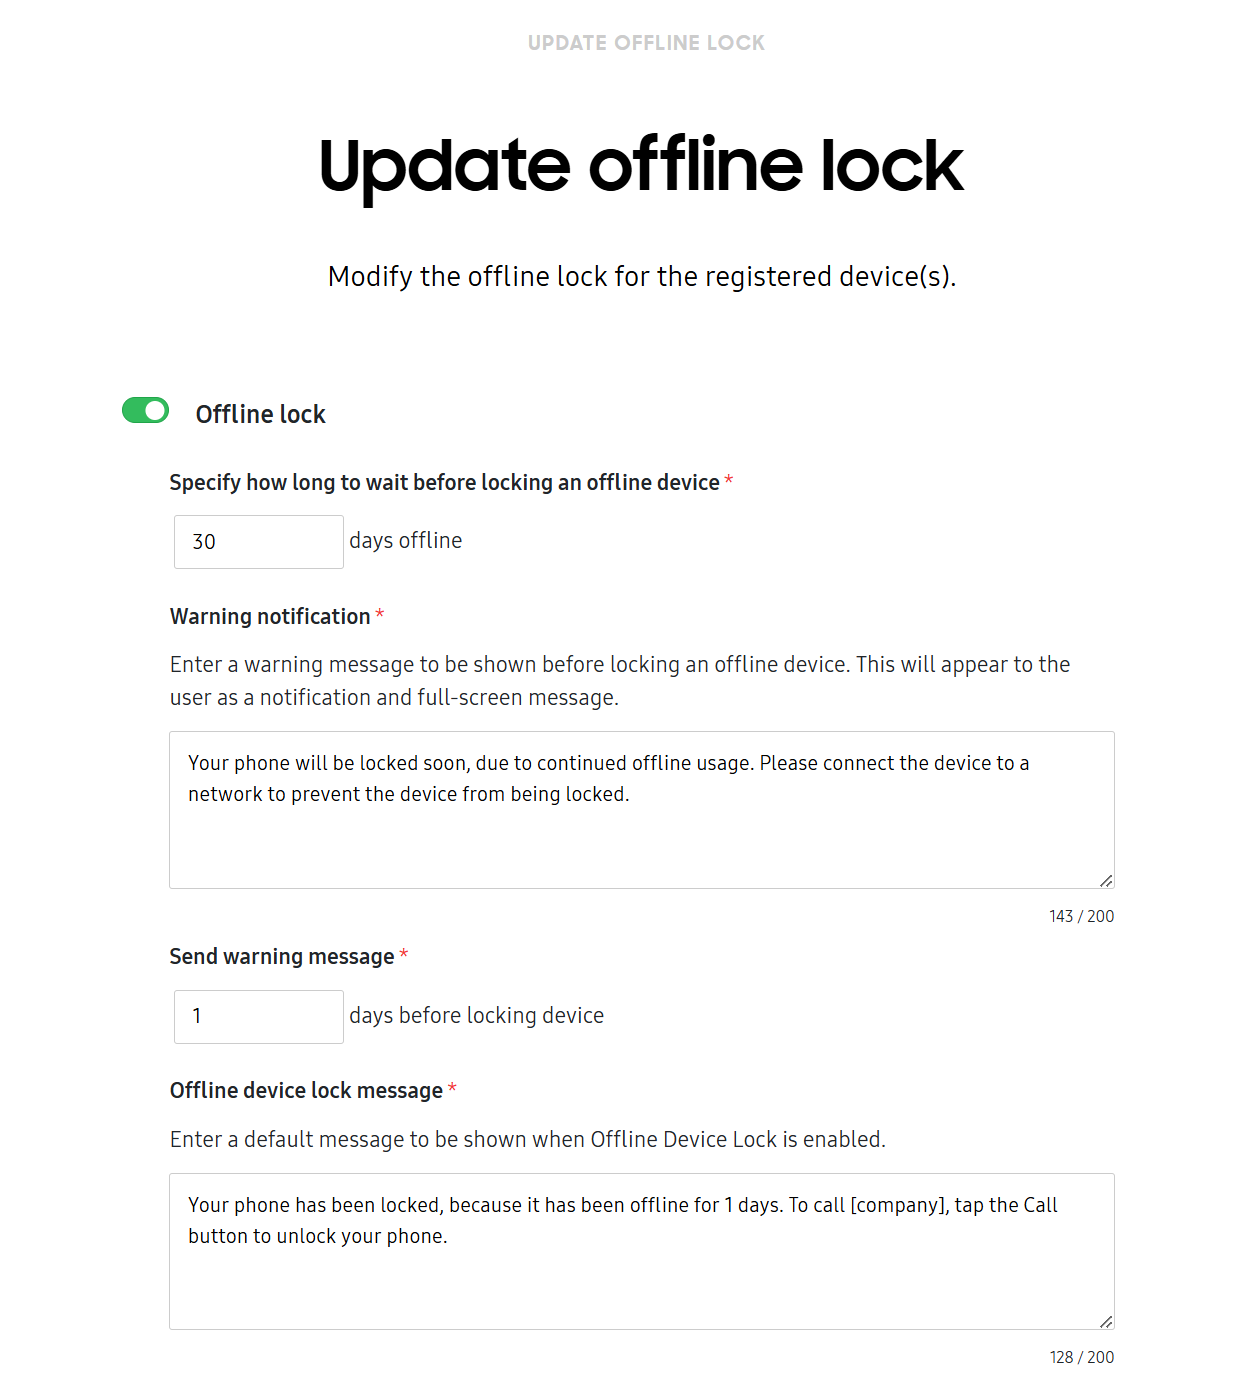 UPDATE OFFLINE LOCK
Update offline lock
Modify the offline lock for the registered device(s).
Offline lock
Specify how long to wait before locking an offline device *
30 days offline
Warning notification *
Enter a warning message to be shown before locking an offline device. This will appear to the
user as a notification and full-screen message.
Your phone will be locked soon, due to continued offline usage. Please connect the device to a
network to prevent the device from being locked.
143 / 200
Send warning message *
1 days before locking device
Offline device lock message *
Enter a default message to be shown when Offline Device Lock is enabled.
Your phone has been locked, because it has been offline for 1 days. To call [company], tap the Call
button to unlock your phone.
128 / 200